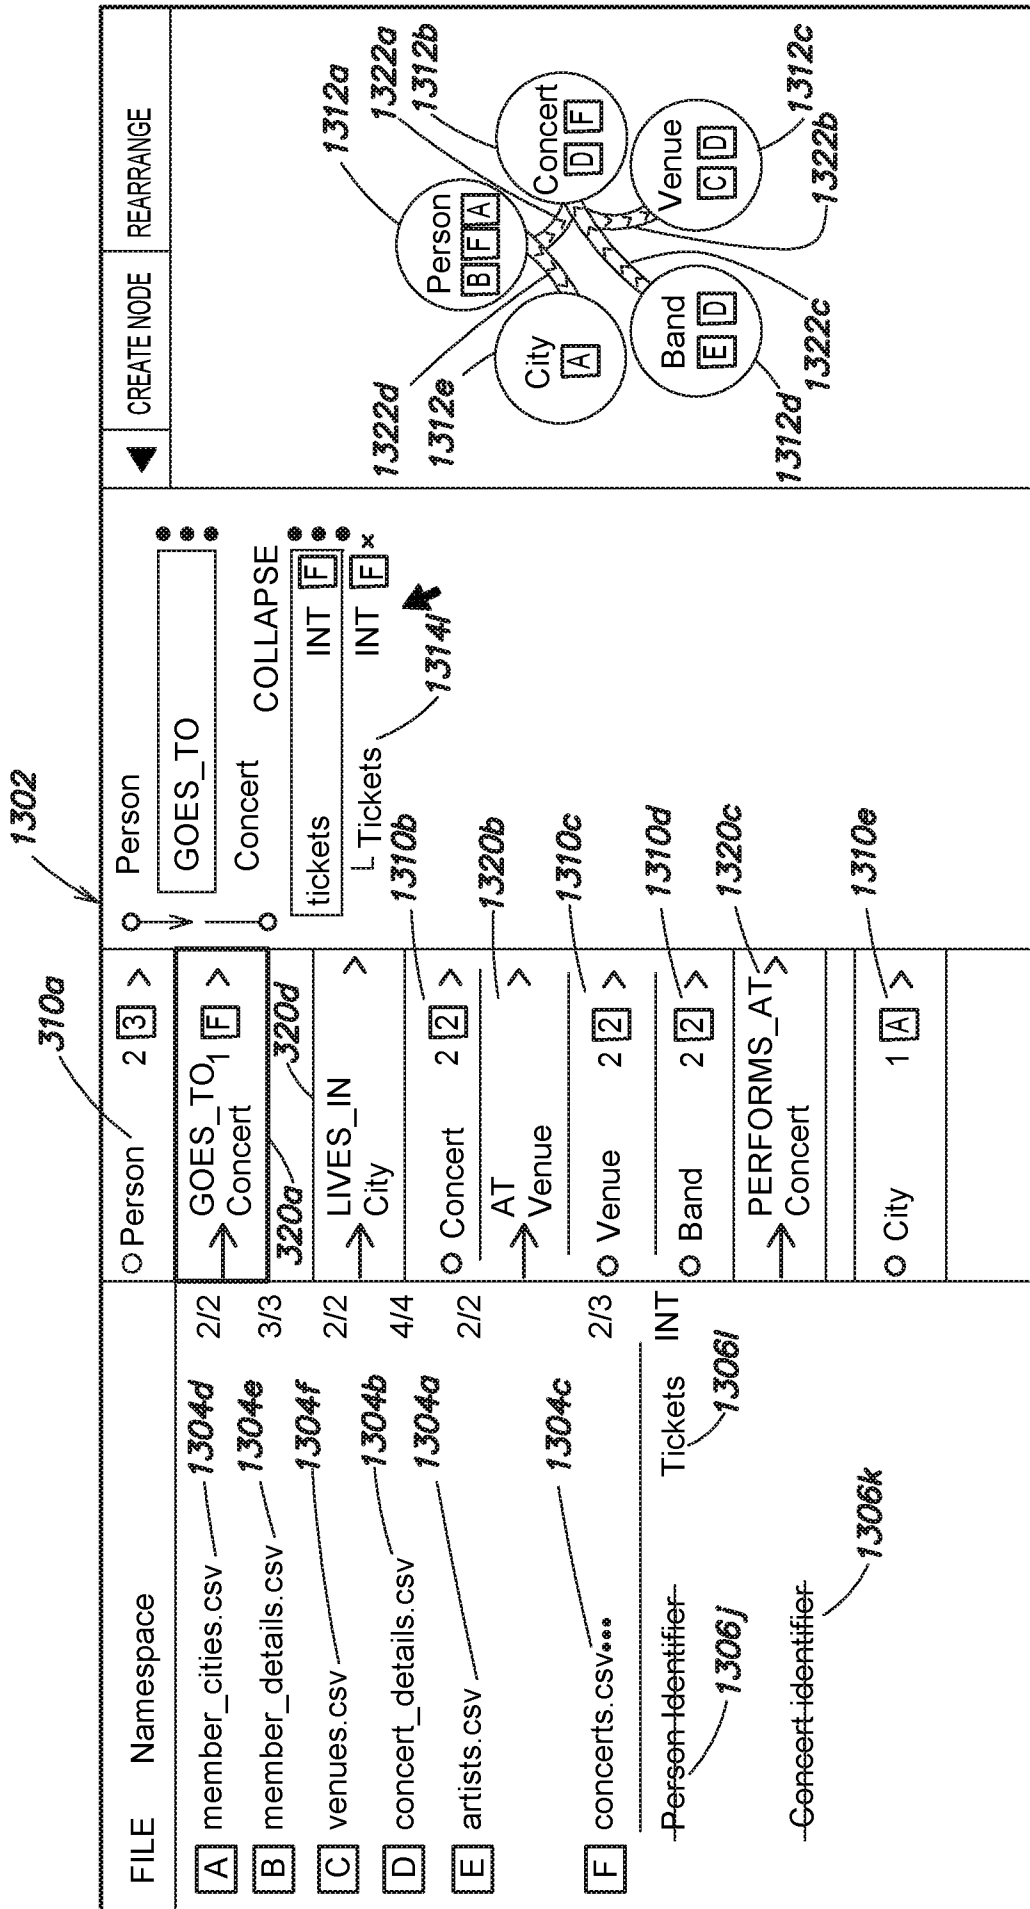 1302
FILE Namespace
A member_cities.csv 1304d 2/2
B member_details.csv 1304e 3/3
C venues.csv 1304f 2/2
D concert_details.csv 1304b 4/4
E artists.csv 1304a 2/2
F concerts.csv... 1304c 2/3
Person Identifier 1306j
Tickets INT
1306l
Concert identifier 1306k
310a
Person 2 3 >
GOES_TO 1 F >
Concert
320a
320d
LIVES_IN >
City
Concert 2 2 > 1310b
AT > 1320b
Venue
Venue 2 2 > 1310c
Band 2 2 > 1310d
PERFORMS_AT > 1320c
Concert
City 1 A > 1310e
Person
GOES_TO
Concert
COLLAPSE
tickets INT F
Tickets INT F x
1314l
CREATE NODE REARRANGE
1312a
1322a
1312b
Person
B F A
Concert
D F
1322d
1312e
City
A
Band
E D
Venue
C D
1312c
1322b
1322c
1312d